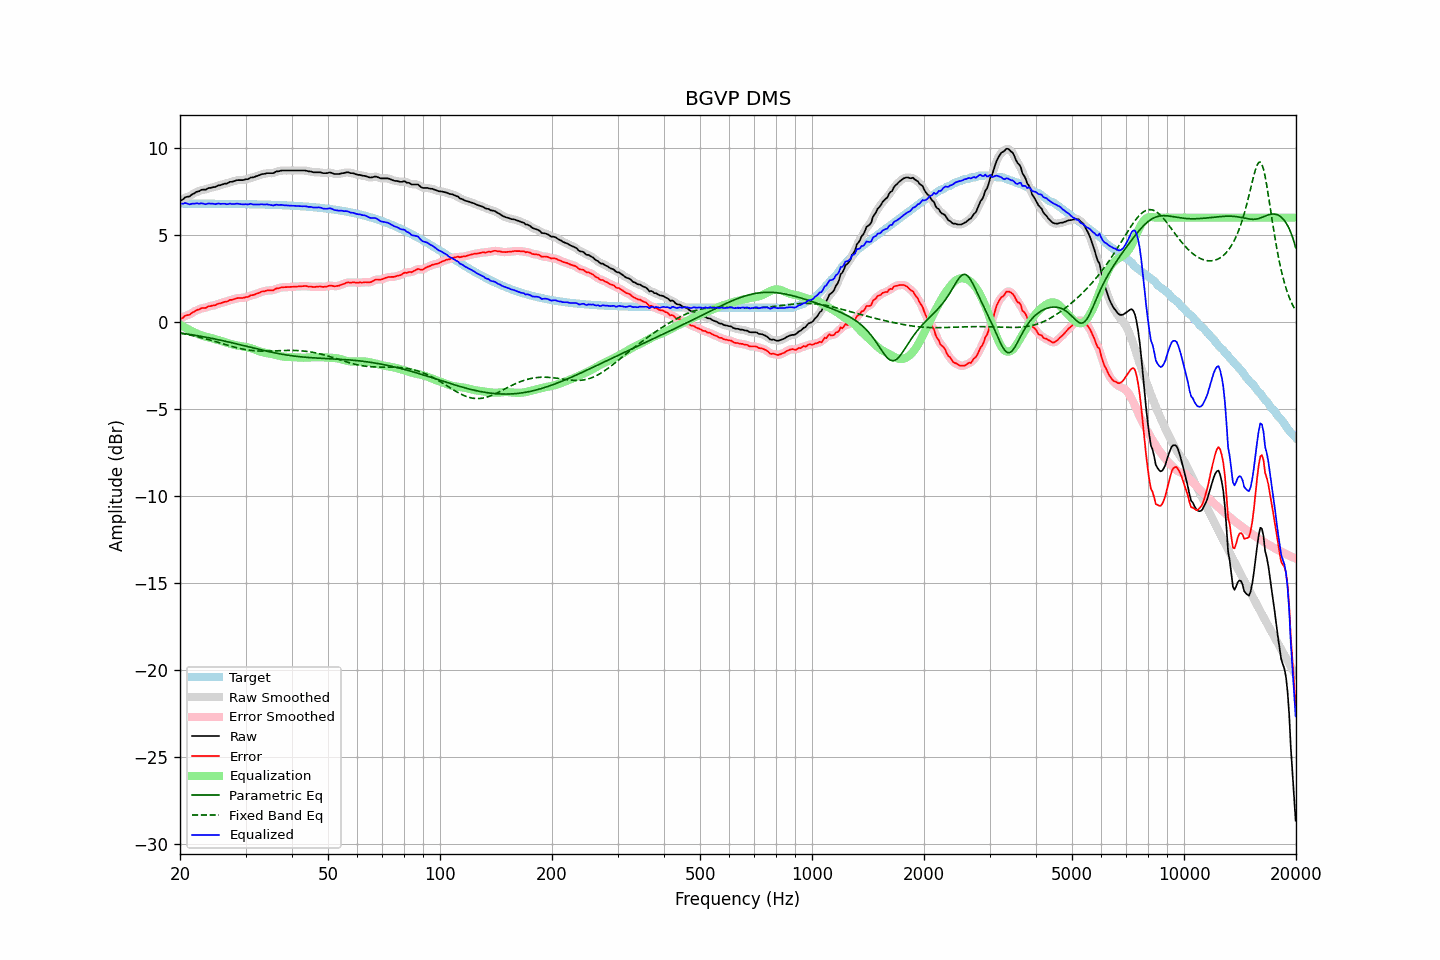 BGVP DMS
Amplitude (dBr)
10
5
0
−5
−10
−15
−20
−25
−30
Target
Raw Smoothed
Error Smoothed
Raw
Error
Equalization
Parametric Eq
Fixed Band Eq
Equalized
20 50 100 200 500 1000 2000 5000 10000 20000
Frequency (Hz)